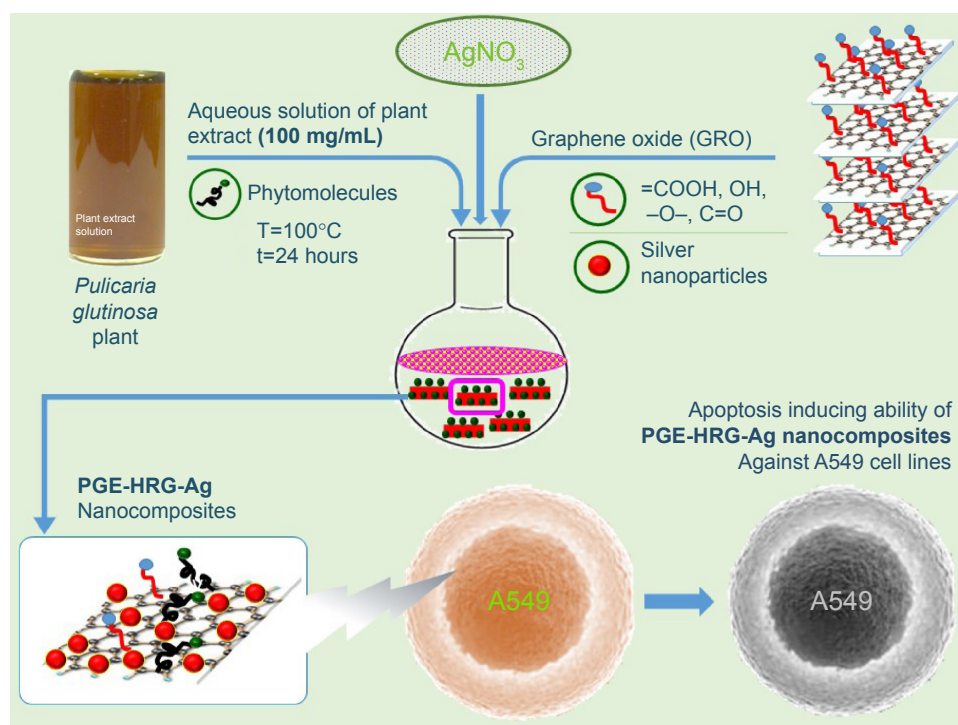 AgNO₃
Aqueous solution of plant
extract (100 mg/mL)
Phytomolecules
T=100°C
t=24 hours
Graphene oxide (GRO)
=COOH, OH,
–O–, C=O
Silver
nanoparticles
Plant extract
solution
Pulicaria
glutinosa
plant
Apoptosis inducing ability of
PGE-HRG-Ag nanocomposites
Against A549 cell lines
PGE-HRG-Ag
Nanocomposites
A549
A549